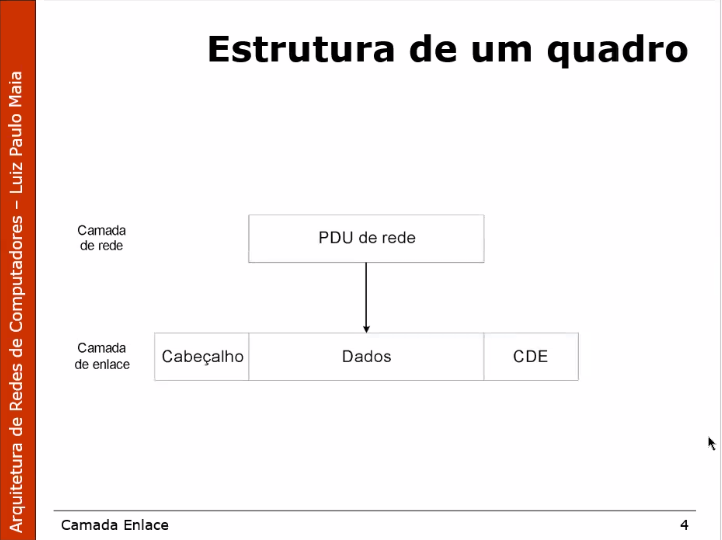 Estrutura de um quadro
Arquitetura de Redes de Computadores – Luiz Paulo Maia
Camada
de rede
PDU de rede
Camada
de enlace
Cabeçalho
Dados
CDE
Camada Enlace
4